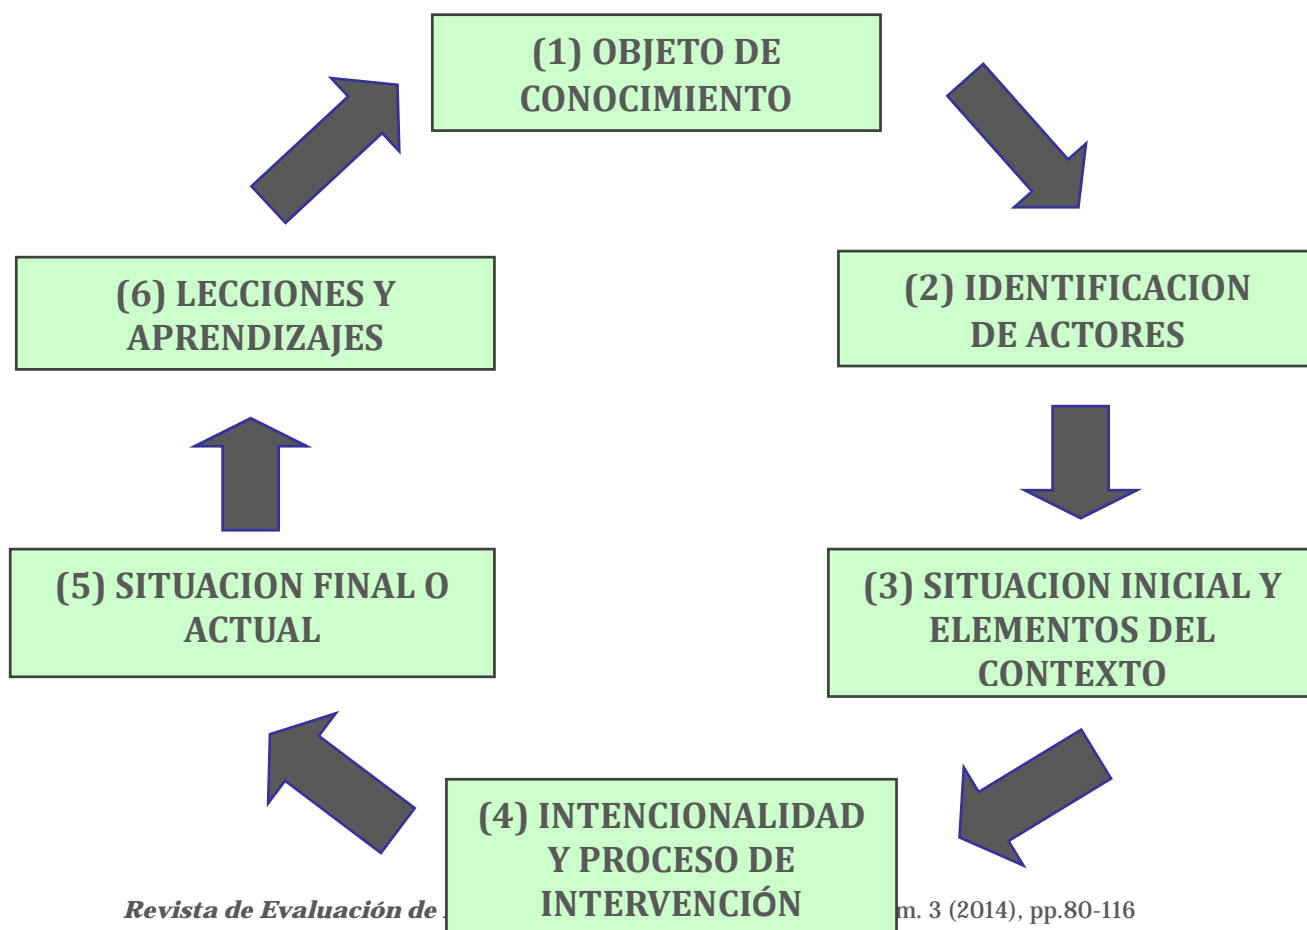 (1) OBJETO DE
CONOCIMIENTO
(2) IDENTIFICACION
DE ACTORES
(3) SITUACION INICIAL Y
ELEMENTOS DEL
CONTEXTO
(4) INTENCIONALIDAD
Y PROCESO DE
INTERVENCIÓN
(5) SITUACION FINAL O
ACTUAL
(6) LECCIONES Y
APRENDIZAJES
Revista de Evaluación de
m. 3 (2014), pp.80-116